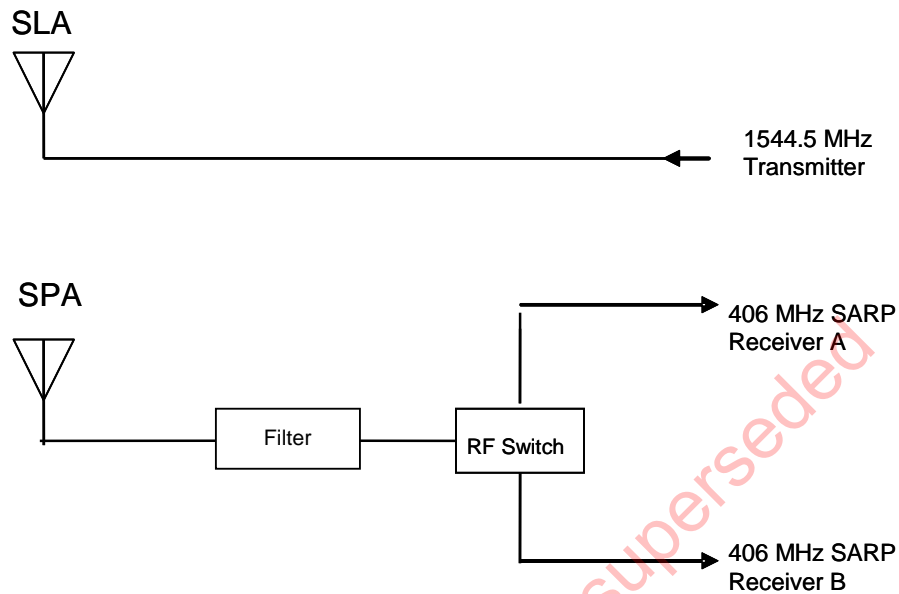 SLA
1544.5 MHz
Transmitter
SPA
406 MHz SARP
Receiver A
Filter
RF Switch
406 MHz SARP
Receiver B
superseded